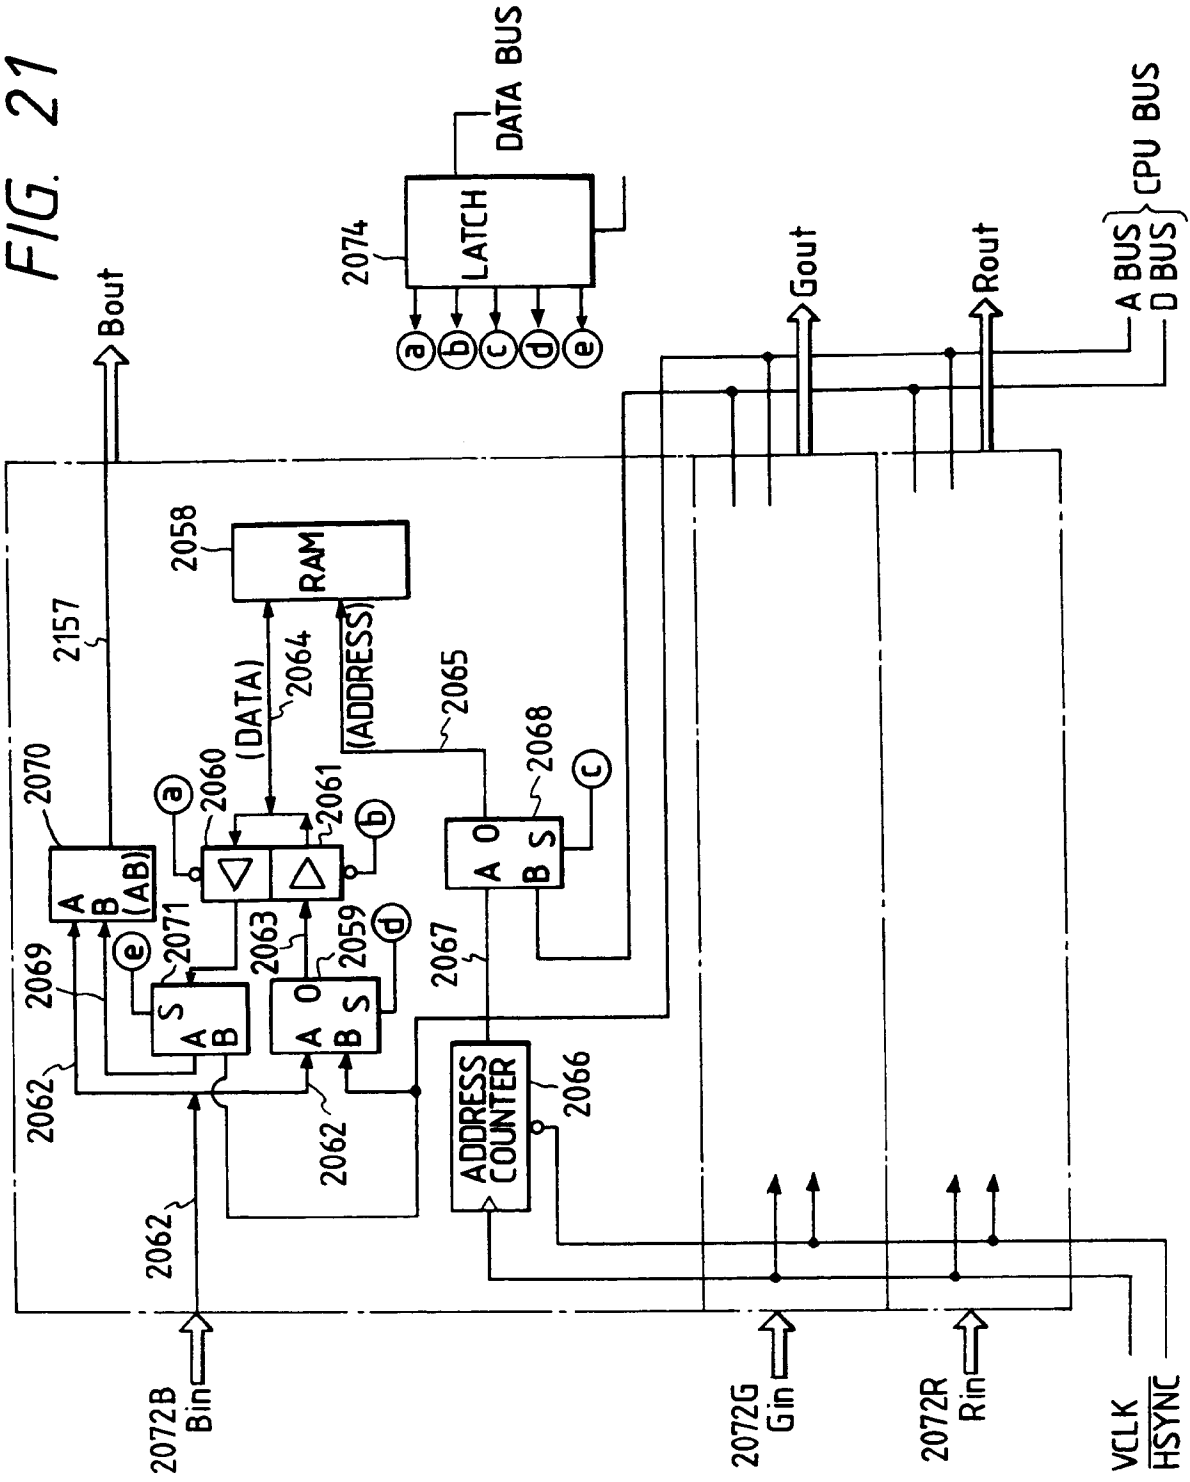 FIG. 21
2072B
Bin
2062
2062
2069
2070
A
B
(AB)
2157
Bout
e
2071
S
A
B
a
2060
(DATA)
2064
2058
RAM
2062
2063
A
B
O
S
2059
d
2061
b
(ADDRESS)
2065
2074
LATCH
DATA BUS
a
b
c
d
e
ADDRESS
COUNTER
2066
2067
A
B
O
S
2068
c
2072G
Gin
Gout
2072R
Rin
Rout
VCLK
HSYNC
A BUS
D BUS
CPU BUS